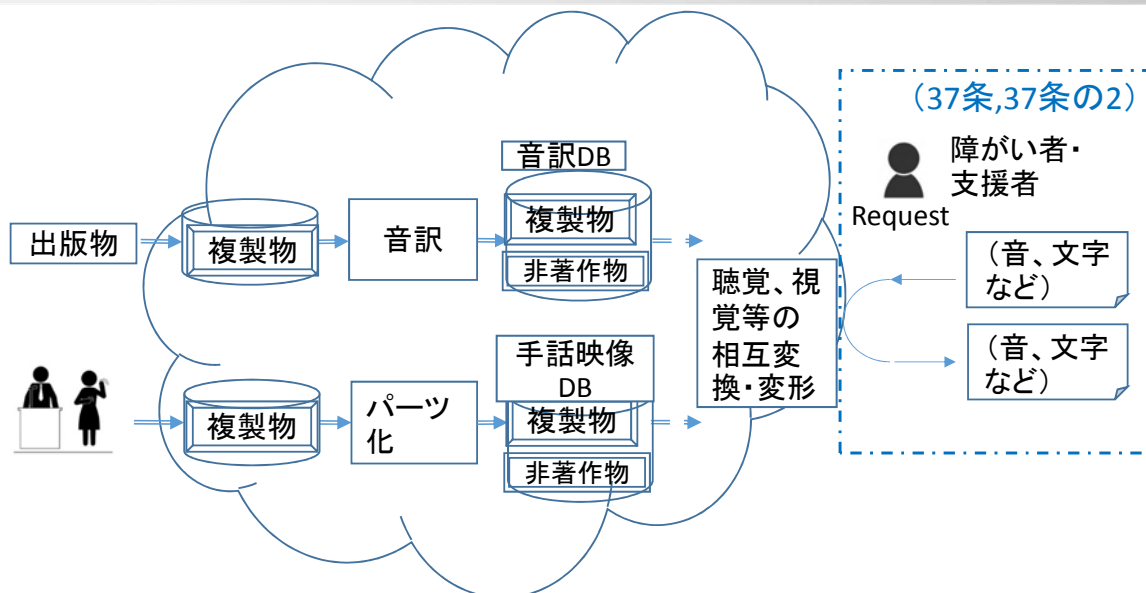 (37条,37条の2)
障がい者・
支援者
Request
音訳DB
出版物
複製物
音訳
複製物
非著作物
聴覚、視
覚等の
相互変
換・変形
(音、文字
など)
(音、文字
など)
手話映像
DB
複製物
パーツ
化
複製物
非著作物